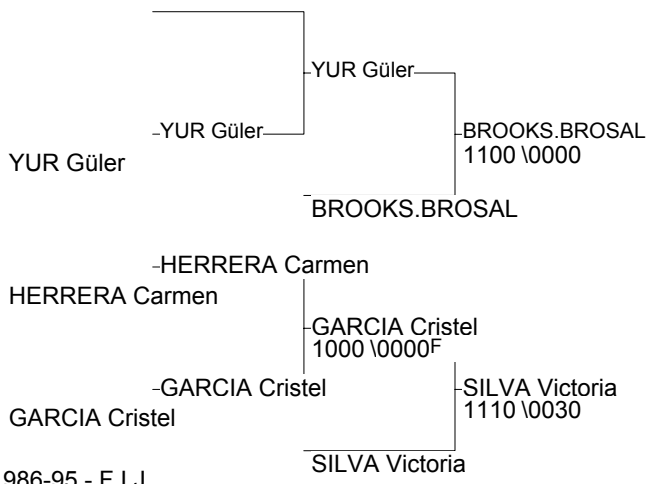 YUR Güler
YUR Güler
BROOKS.BROSAL
1100 \0000
YUR Güler
BROOKS.BROSAL
HERRERA Carmen
HERRERA Carmen
GARCIA Cristel
1000 \0000F
GARCIA Cristel
SILVA Victoria
1110 \0030
GARCIA Cristel
SILVA Victoria